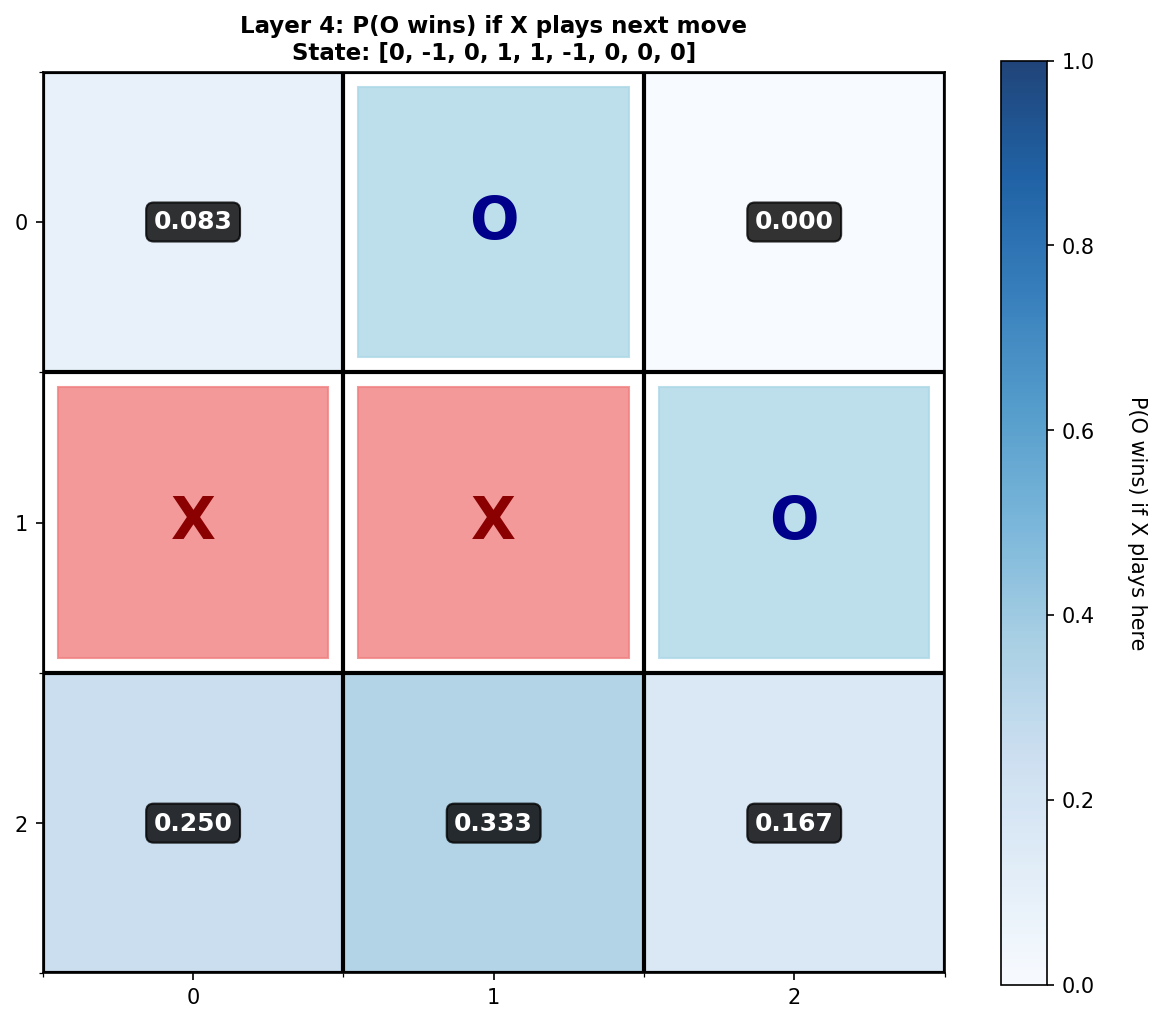 Layer 4: P(O wins) if X plays next move
State: [0, -1, 0, 1, 1, -1, 0, 0, 0]
0
0.083
O
0.000
1
X
X
O
2
0.250
0.333
0.167
0
1
2
1.0
0.8
0.6
0.4
0.2
0.0
P(O wins) if X plays here